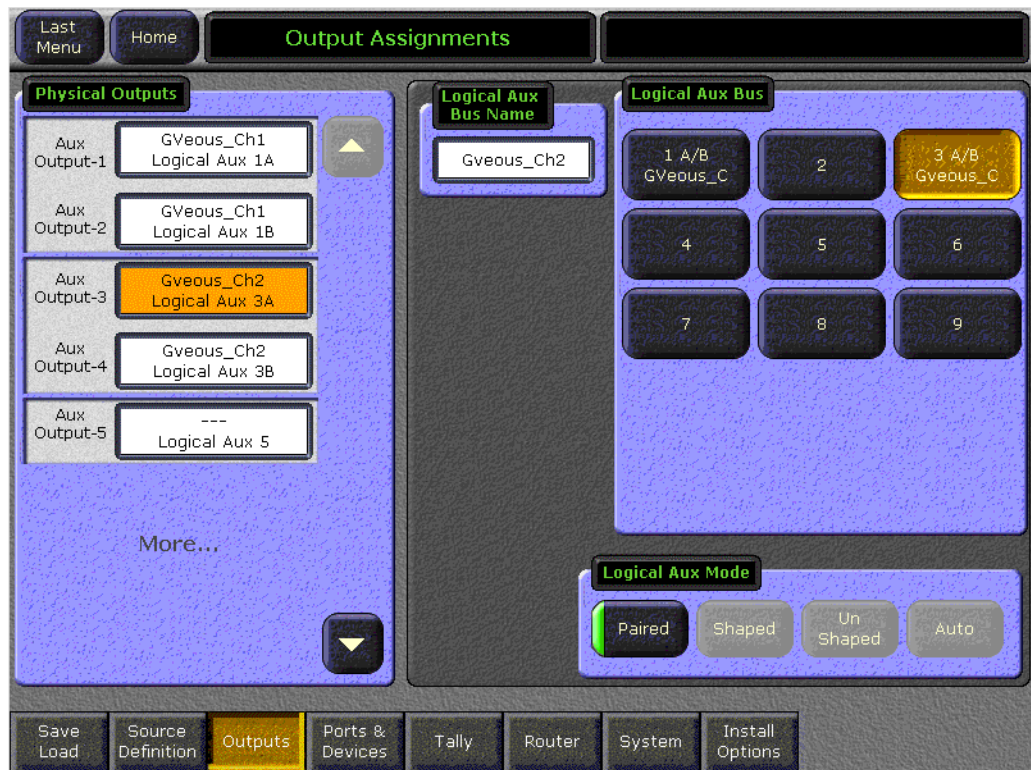 Last
Menu
Home
Output Assignments
Physical Outputs
Aux
Output-1
GVeous_Ch1
Logical Aux 1A
Aux
Output-2
GVeous_Ch1
Logical Aux 1B
Aux
Output-3
Gveous_Ch2
Logical Aux 3A
Aux
Output-4
Gveous_Ch2
Logical Aux 3B
Aux
Output-5
---
Logical Aux 5
More...
Logical Aux
Bus Name
Gveous_Ch2
Logical Aux Bus
1 A/B
GVeous_C
2
3 A/B
Gveous_C
4
5
6
7
8
9
Logical Aux Mode
Paired
Shaped
Un
Shaped
Auto
Save
Load
Source
Definition
Outputs
Ports &
Devices
Tally
Router
System
Install
Options